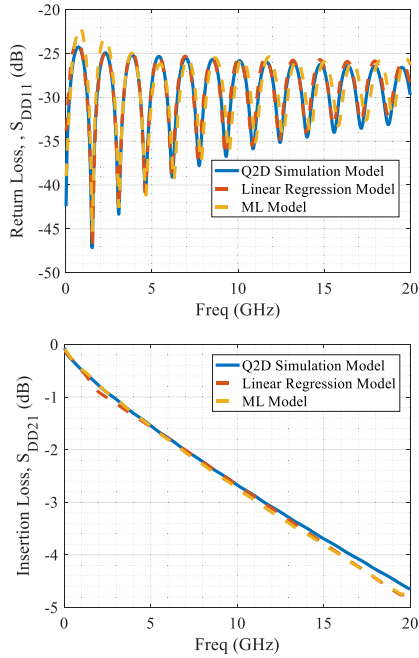 -20
-25
-30
-35
-40
-45
-50
Return Loss, , S_DD11 (dB)
Q2D Simulation Model
Linear Regression Model
ML Model
0 5 10 15 20
Freq (GHz)
0
-1
-2
-3
-4
-5
Insertion Loss, S_DD21 (dB)
Q2D Simulation Model
Linear Regression Model
ML Model
0 5 10 15 20
Freq (GHz)